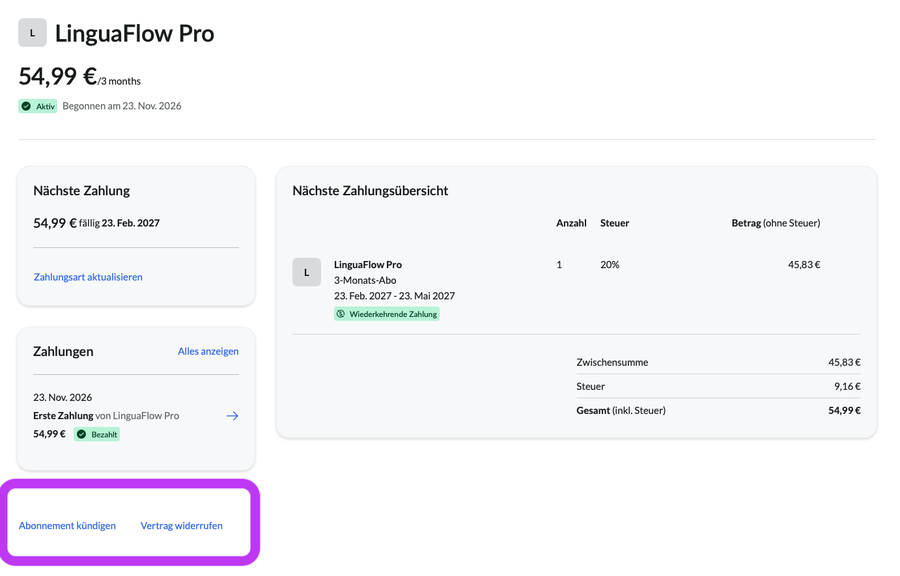 L LinguaFlow Pro
54,99 €/3 months
Aktiv Begonnen am 23. Nov. 2026
Nächste Zahlung
54,99 € fällig 23. Feb. 2027
Zahlungsart aktualisieren
Zahlungen Alles anzeigen
23. Nov. 2026
Erste Zahlung von LinguaFlow Pro
54,99 € Bezahlt
Abonnement kündigen Vertrag widerrufen
Nächste Zahlungsübersicht
Anzahl Steuer Betrag (ohne Steuer)
L LinguaFlow Pro 1 20% 45,83 €
3-Monats-Abo
23. Feb. 2027 - 23. Mai 2027
Wiederkehrende Zahlung
Zwischensumme 45,83 €
Steuer 9,16 €
Gesamt (inkl. Steuer) 54,99 €